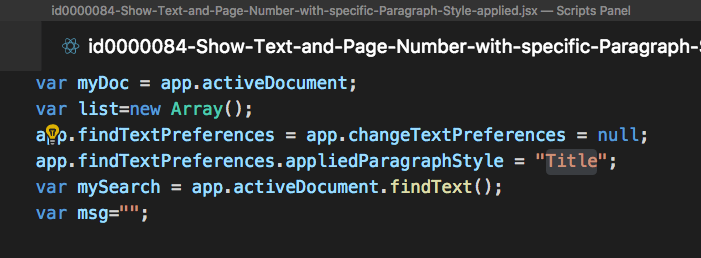 id0000084-Show-Text-and-Page-Number-with-specific-Paragraph-Style-applied.jsx — Scripts Panel
id0000084-Show-Text-and-Page-Number-with-specific-Paragraph-
var myDoc = app.activeDocument;
var list=new Array();
app.findTextPreferences = app.changeTextPreferences = null;
app.findTextPreferences.appliedParagraphStyle = "Title";
var mySearch = app.activeDocument.findText();
var msg="";